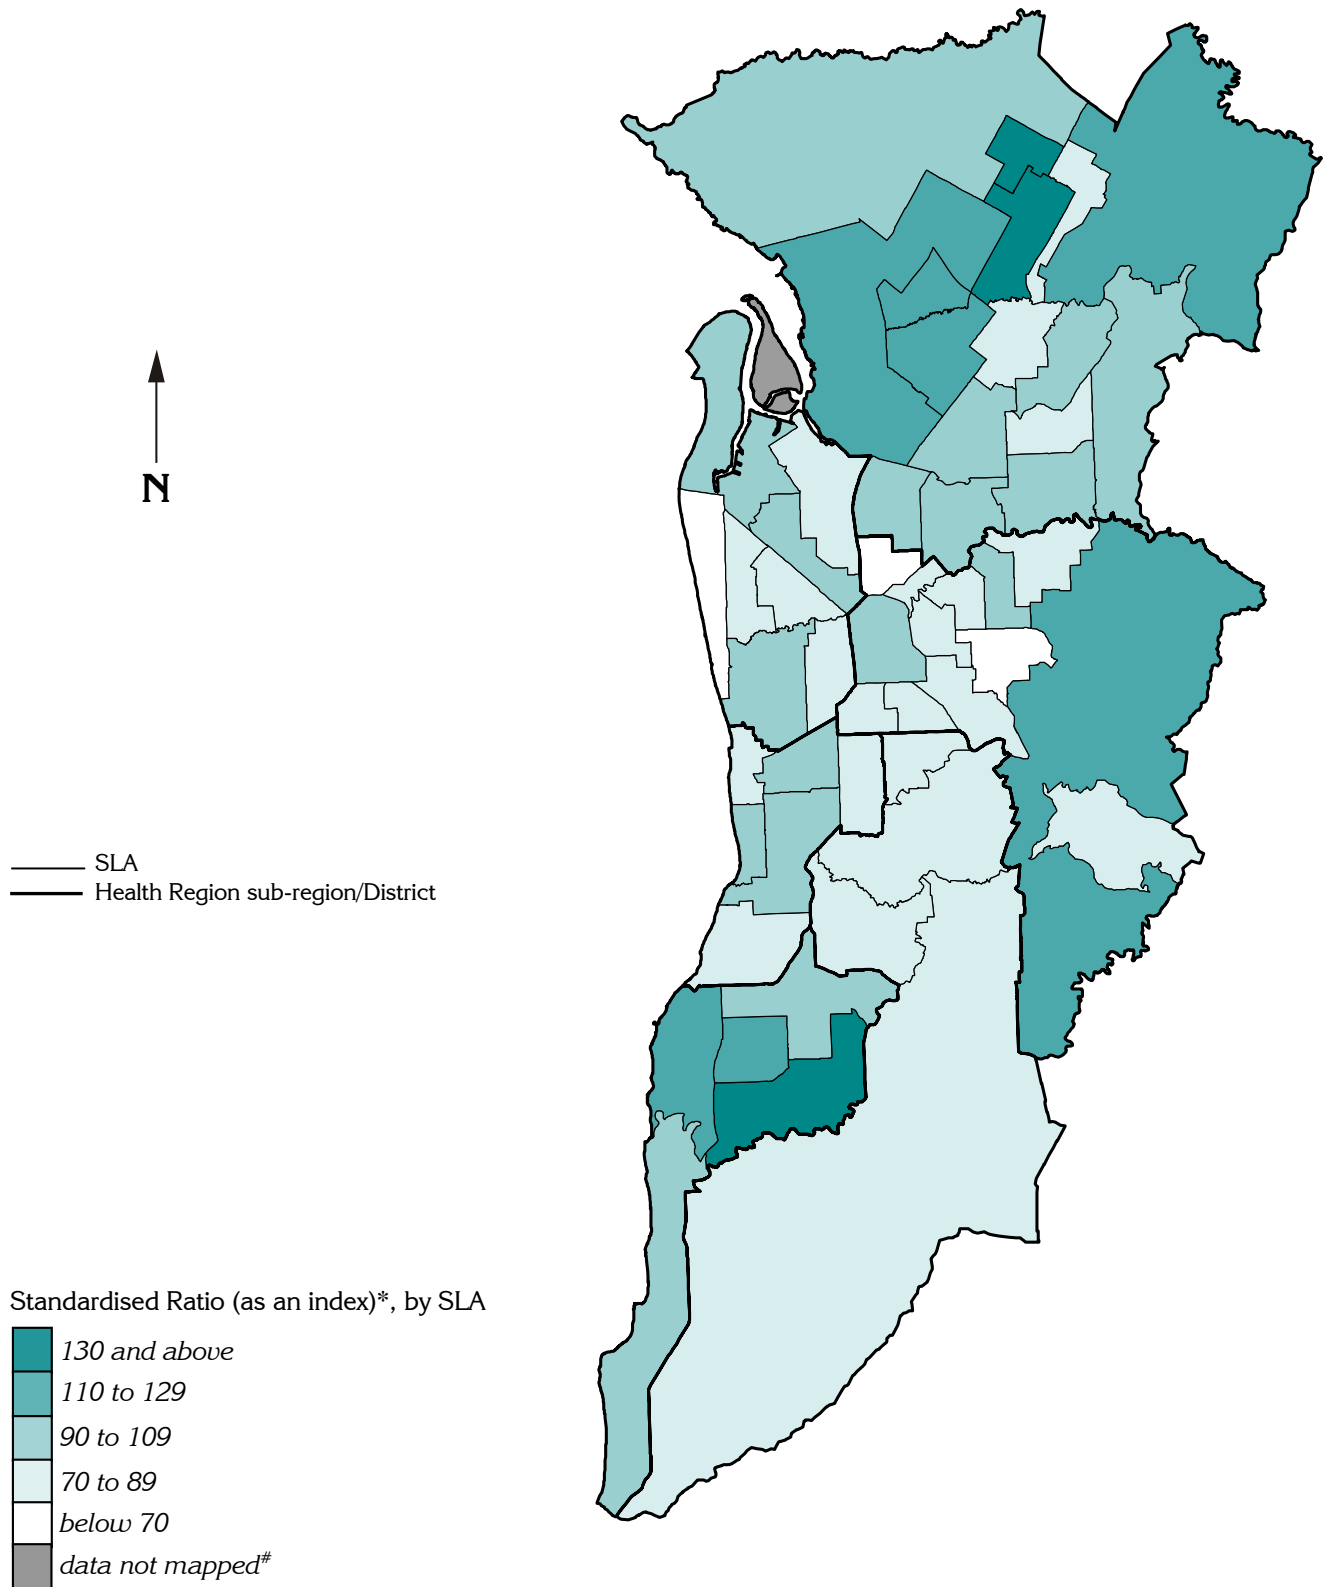 N
SLA
Health Region sub-region/District
Standardised Ratio (as an index)*, by SLA
130 and above
110 to 129
90 to 109
70 to 89
below 70
data not mapped#